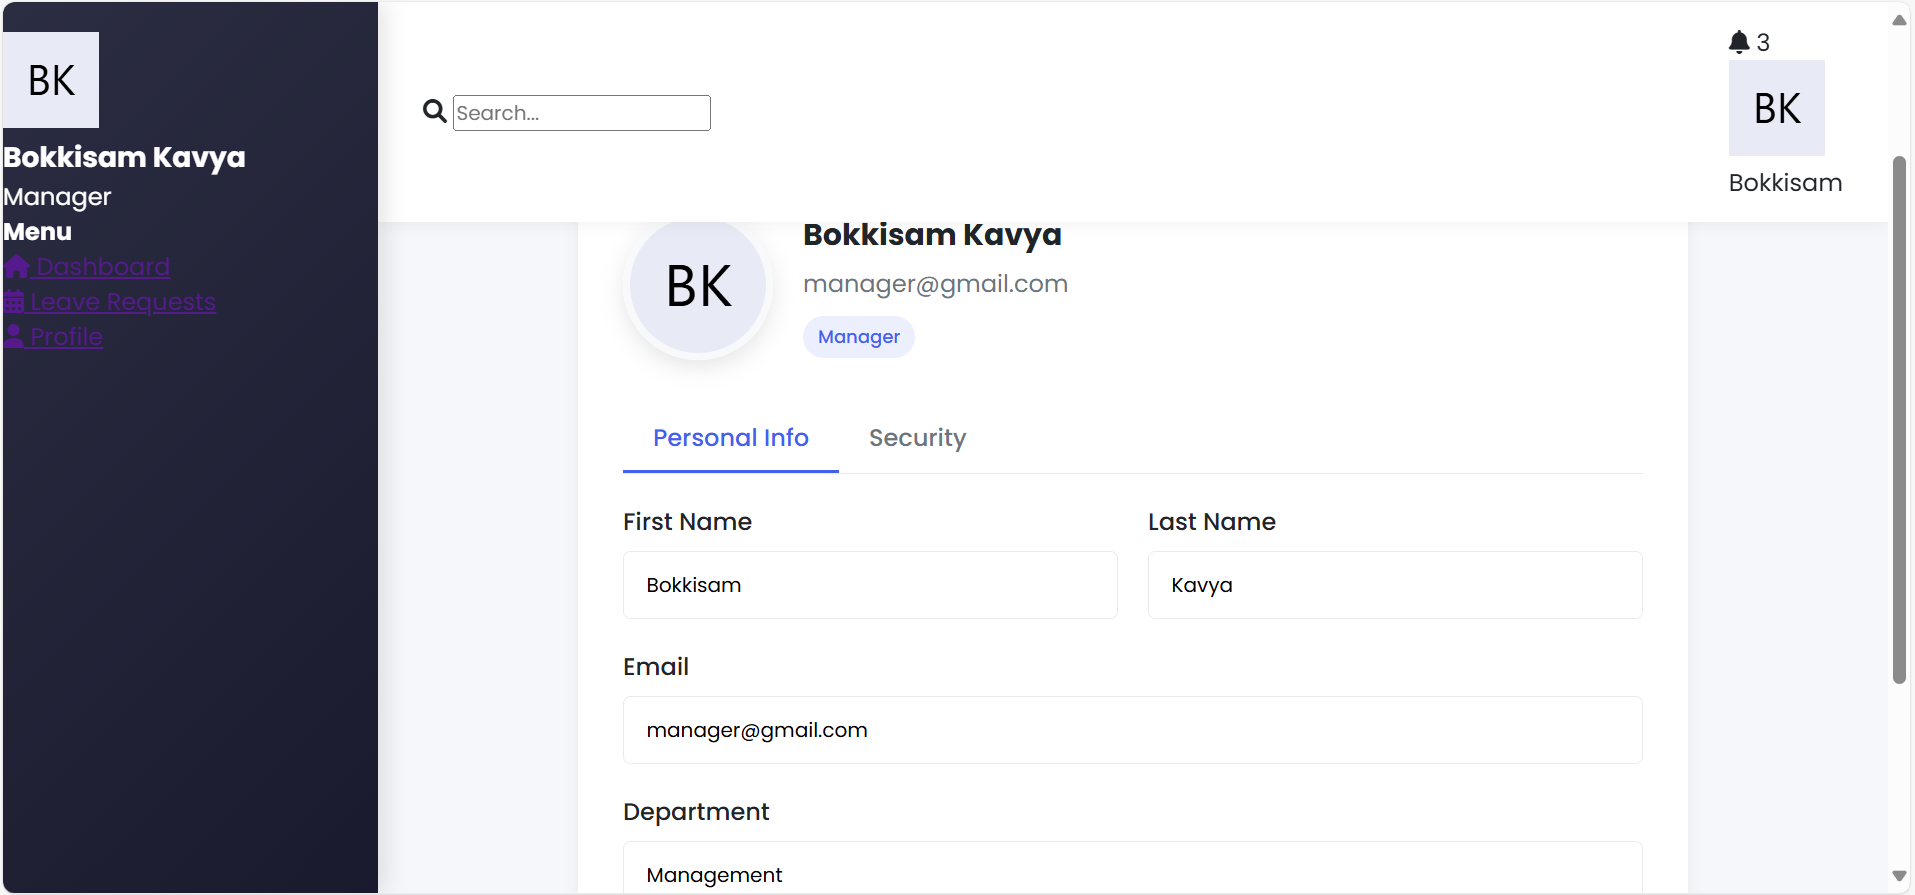 BK
Bokkisam Kavya
Manager
Menu
Dashboard
Leave Requests
Profile
Search...
3
BK
Bokkisam
BK
Bokkisam Kavya
manager@gmail.com
Manager
Personal Info Security
First Name Last Name
Bokkisam Kavya
Email
manager@gmail.com
Department
Management